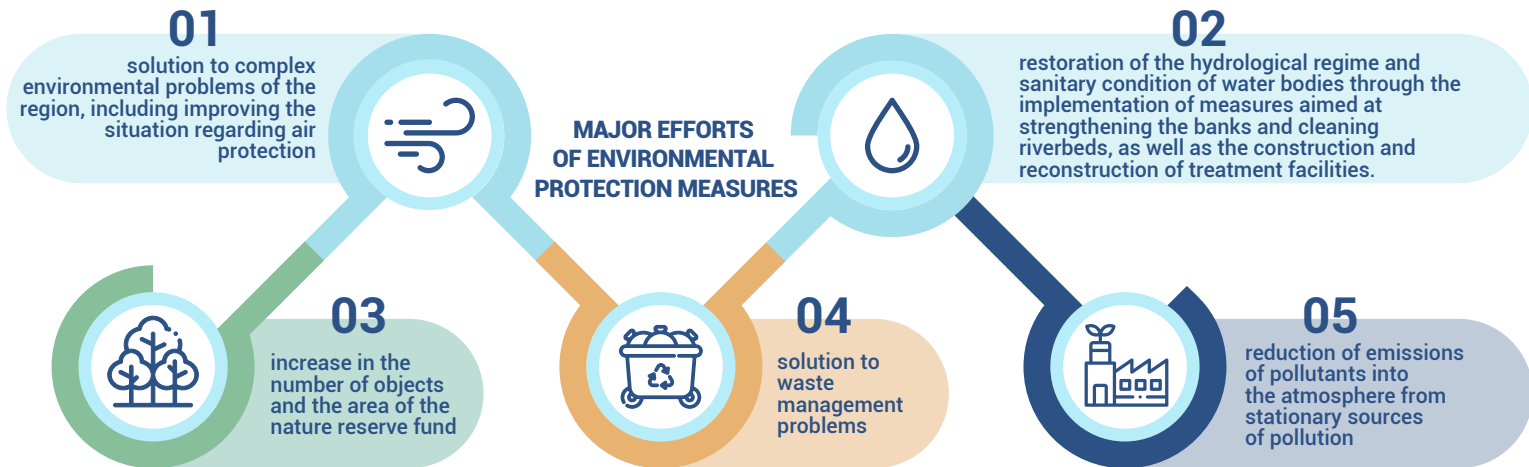 01
solution to complex
environmental problems of the
region, including improving the
situation regarding air
protection
MAJOR EFFORTS
OF ENVIRONMENTAL
PROTECTION MEASURES
02
restoration of the hydrological regime and
sanitary condition of water bodies through the
implementation of measures aimed at
strengthening the banks and cleaning
riverbeds, as well as the construction and
reconstruction of treatment facilities.
03
increase in the
number of objects
and the area of the
nature reserve fund
04
solution to
waste
management
problems
05
reduction of emissions
of pollutants into
the atmosphere from
stationary sources
of pollution